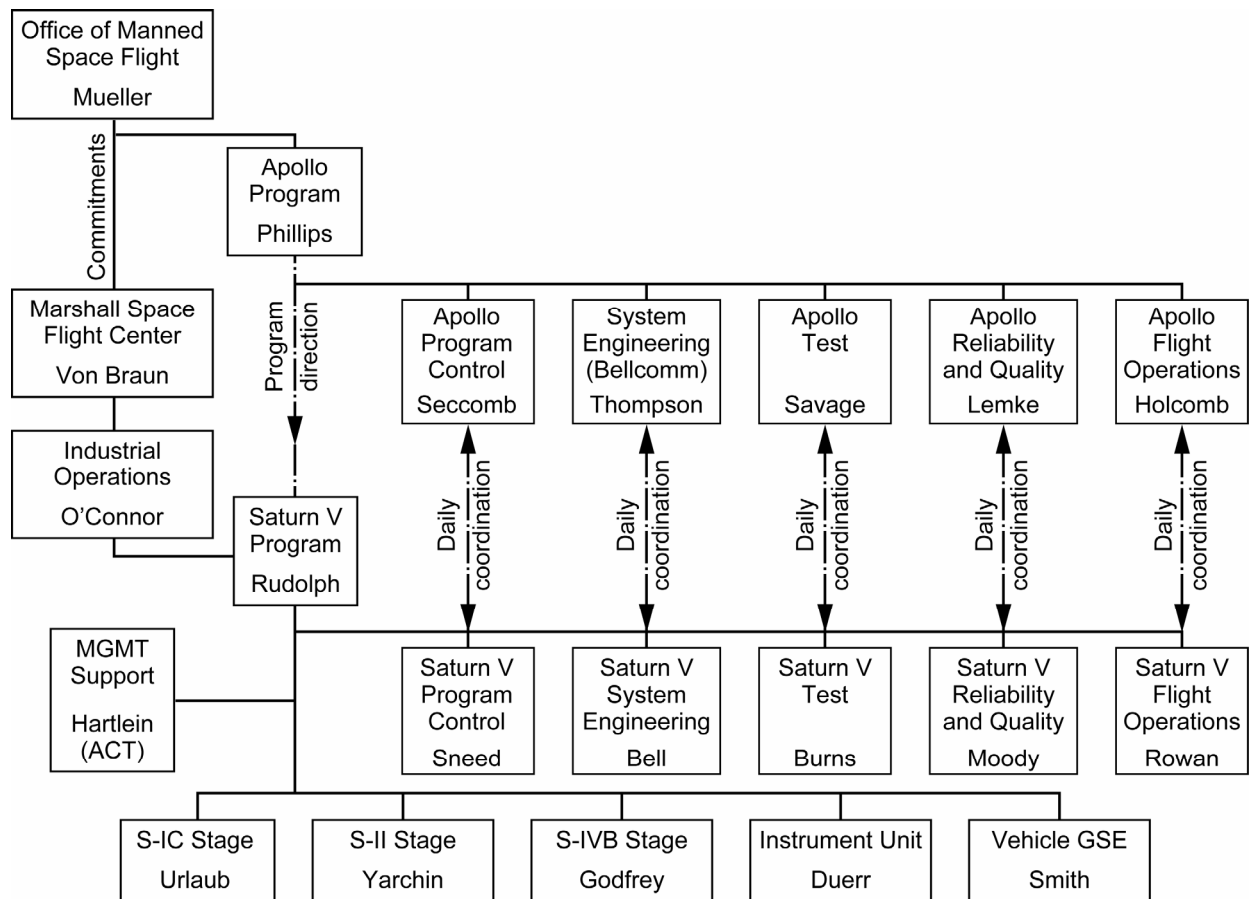 Office of Manned
Space Flight
Mueller
Commitments
Apollo
Program
Phillips
Marshall Space
Flight Center
Von Braun
Program
direction
Apollo
Program
Control
Seccomb
System
Engineering
(Bellcomm)
Thompson
Apollo
Test
Savage
Apollo
Reliability
and Quality
Lemke
Apollo
Flight
Operations
Holcomb
Industrial
Operations
O’Connor
Saturn V
Program
Rudolph
Daily
coordination
Daily
coordination
Daily
coordination
Daily
coordination
Daily
coordination
MGMT
Support
Hartlein
(ACT)
Saturn V
Program
Control
Sneed
Saturn V
System
Engineering
Bell
Saturn V
Test
Burns
Saturn V
Reliability
and Quality
Moody
Saturn V
Flight
Operations
Rowan
S-IC Stage
Urlaub
S-II Stage
Yarchin
S-IVB Stage
Godfrey
Instrument Unit
Duerr
Vehicle GSE
Smith